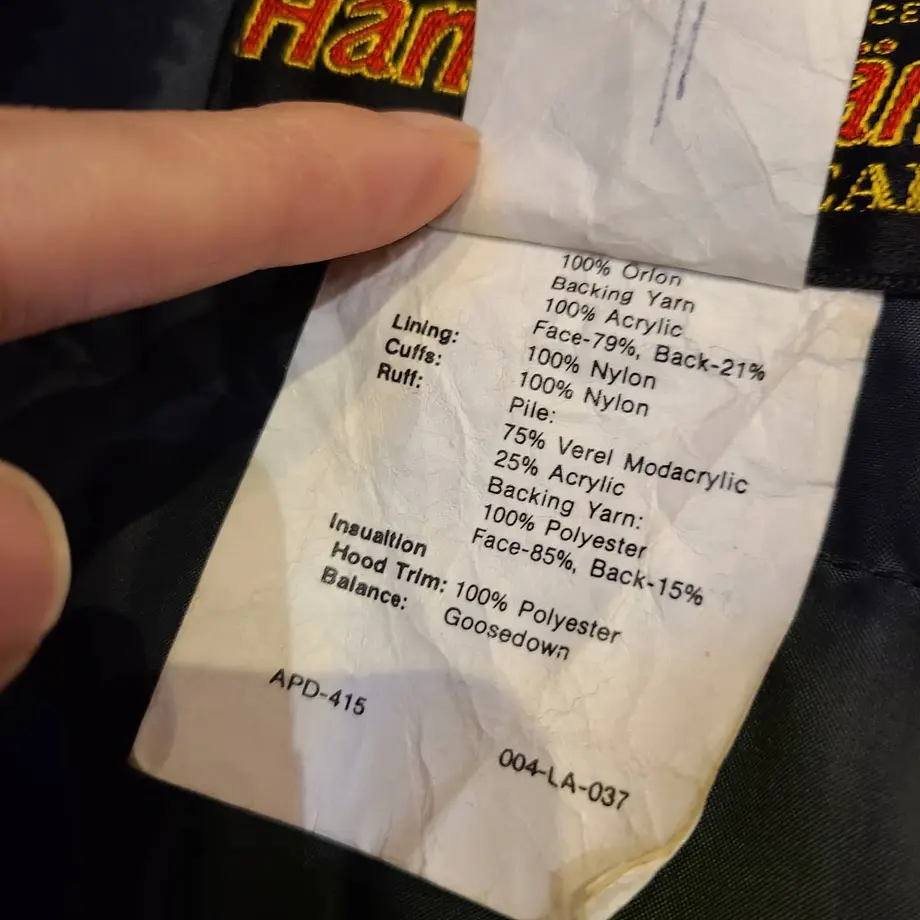 Han
än
100% Orlon
Backing Yarn
100% Acrylic
Face-79%, Back-21%
Lining: 100% Nylon
Cuffs: 100% Nylon
Ruff: Pile:
75% Verel Modacrylic
25% Acrylic
Backing Yarn:
100% Polyester
Face-85%, Back-15%
Insualtion
Hood Trim: 100% Polyester
Balance: Goosedown
APD-415
004-LA-037